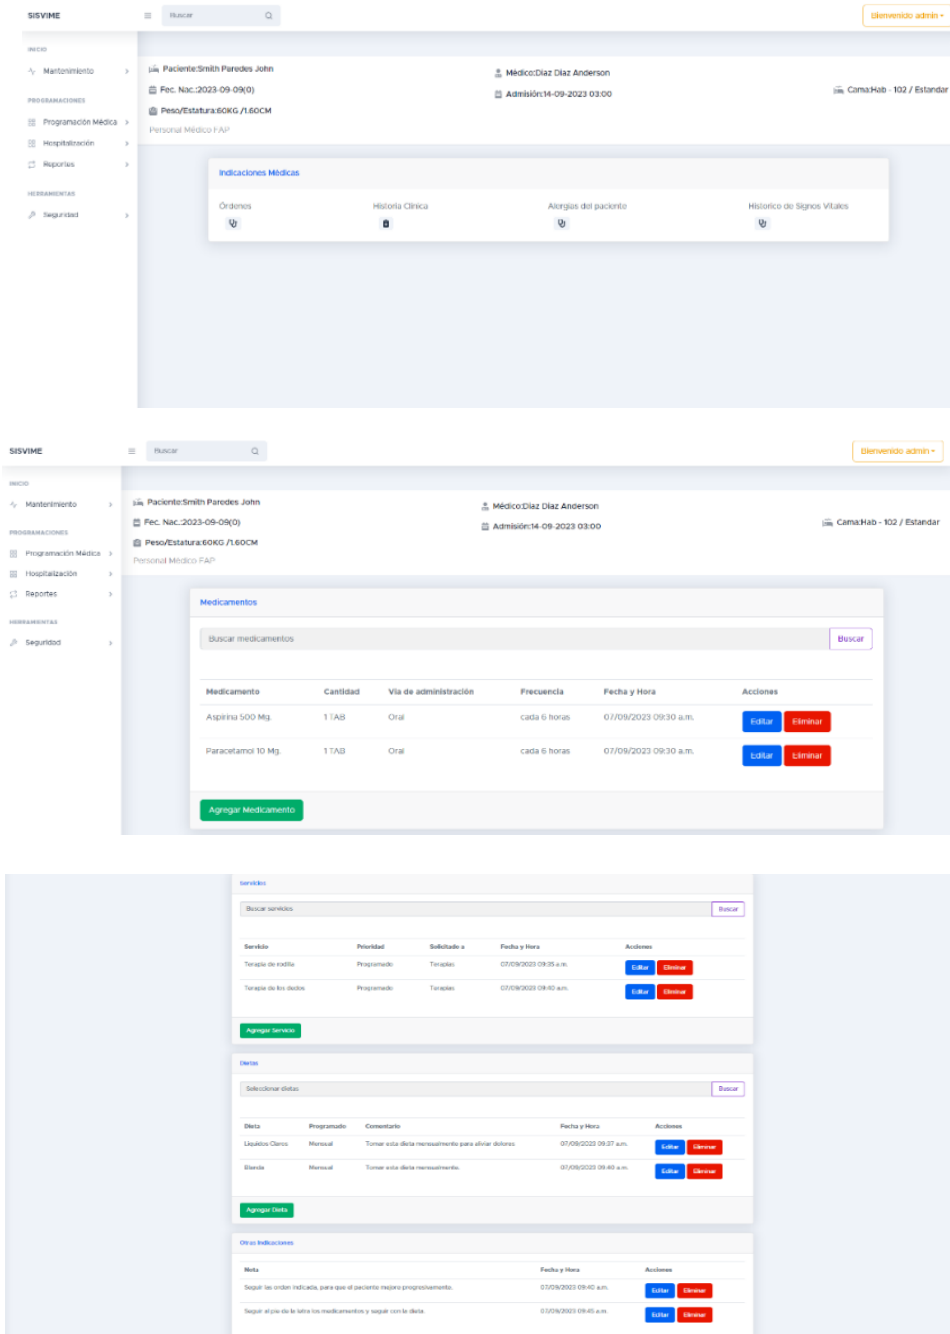 SISVIME
Buscar
Bienvenido admin
INICIO
Mantenimiento
PROGRAMACIONES
Programación Médica
Hospitalización
Reportes
HERRAMIENTAS
Seguridad
Paciente:Smith Paredes John
Fec. Nac.:2023-09-09(0)
Peso/Estatura:60KG /1.60CM
Personal Médico FAP
Médico:Diaz Diaz Anderson
Admisión:14-09-2023 03:00
Cama:Hab - 102 / Estandar
Indicaciones Médicas
Órdenes Historia Clínica Alergias del paciente Historico de Signos Vitales
SISVIME
Buscar
Bienvenido admin
INICIO
Mantenimiento
PROGRAMACIONES
Programación Médica
Hospitalización
Reportes
HERRAMIENTAS
Seguridad
Paciente:Smith Paredes John
Fec. Nac.:2023-09-09(0)
Peso/Estatura:60KG /1.60CM
Personal Médico FAP
Médico:Diaz Diaz Anderson
Admisión:14-09-2023 03:00
Cama:Hab - 102 / Estandar
Medicamentos
Buscar medicamentos Buscar
Medicamento Cantidad Vía de administración Frecuencia Fecha y Hora Acciones
Aspirina 500 Mg. 1 TAB Oral cada 6 horas 07/09/2023 09:30 a.m. Editar Eliminar
Paracetamol 10 Mg. 1 TAB Oral cada 6 horas 07/09/2023 09:30 a.m. Editar Eliminar
Agregar Medicamento
Servicios
Buscar servicios Buscar
Servicio Prioridad Solicitado a Fecha y Hora Acciones
Terapia de rodilla Programado Terapias 07/09/2023 09:35 a.m. Editar Eliminar
Terapia de los dedos Programado Terapias 07/09/2023 09:40 a.m. Editar Eliminar
Agregar Servicio
Dietas
Seleccionar dietas Buscar
Dieta Programado Comentario Fecha y Hora Acciones
Líquidos Claros Mensual Tomar esta dieta mensualmente para aliviar dolores 07/09/2023 09:37 a.m. Editar Eliminar
Blanda Mensual Tomar esta dieta mensualmente. 07/09/2023 09:40 a.m. Editar Eliminar
Agregar Dieta
Otras Indicaciones
Nota Fecha y Hora Acciones
Seguir las orden indicada, para que el paciente mejore progresivamente. 07/09/2023 09:40 a.m. Editar Eliminar
Seguir al pie de la letra los medicamentos y seguir con la dieta. 07/09/2023 09:45 a.m. Editar Eliminar